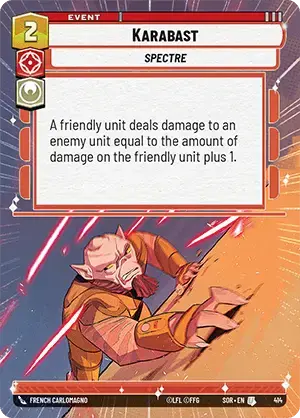 EVENT
2
KARABAST
SPECTRE
A friendly unit deals damage to an
enemy unit equal to the amount of
damage on the friendly unit plus 1.
FRENCH CARLOMAGNO
©LFL ©FFG
SOR • EN
414